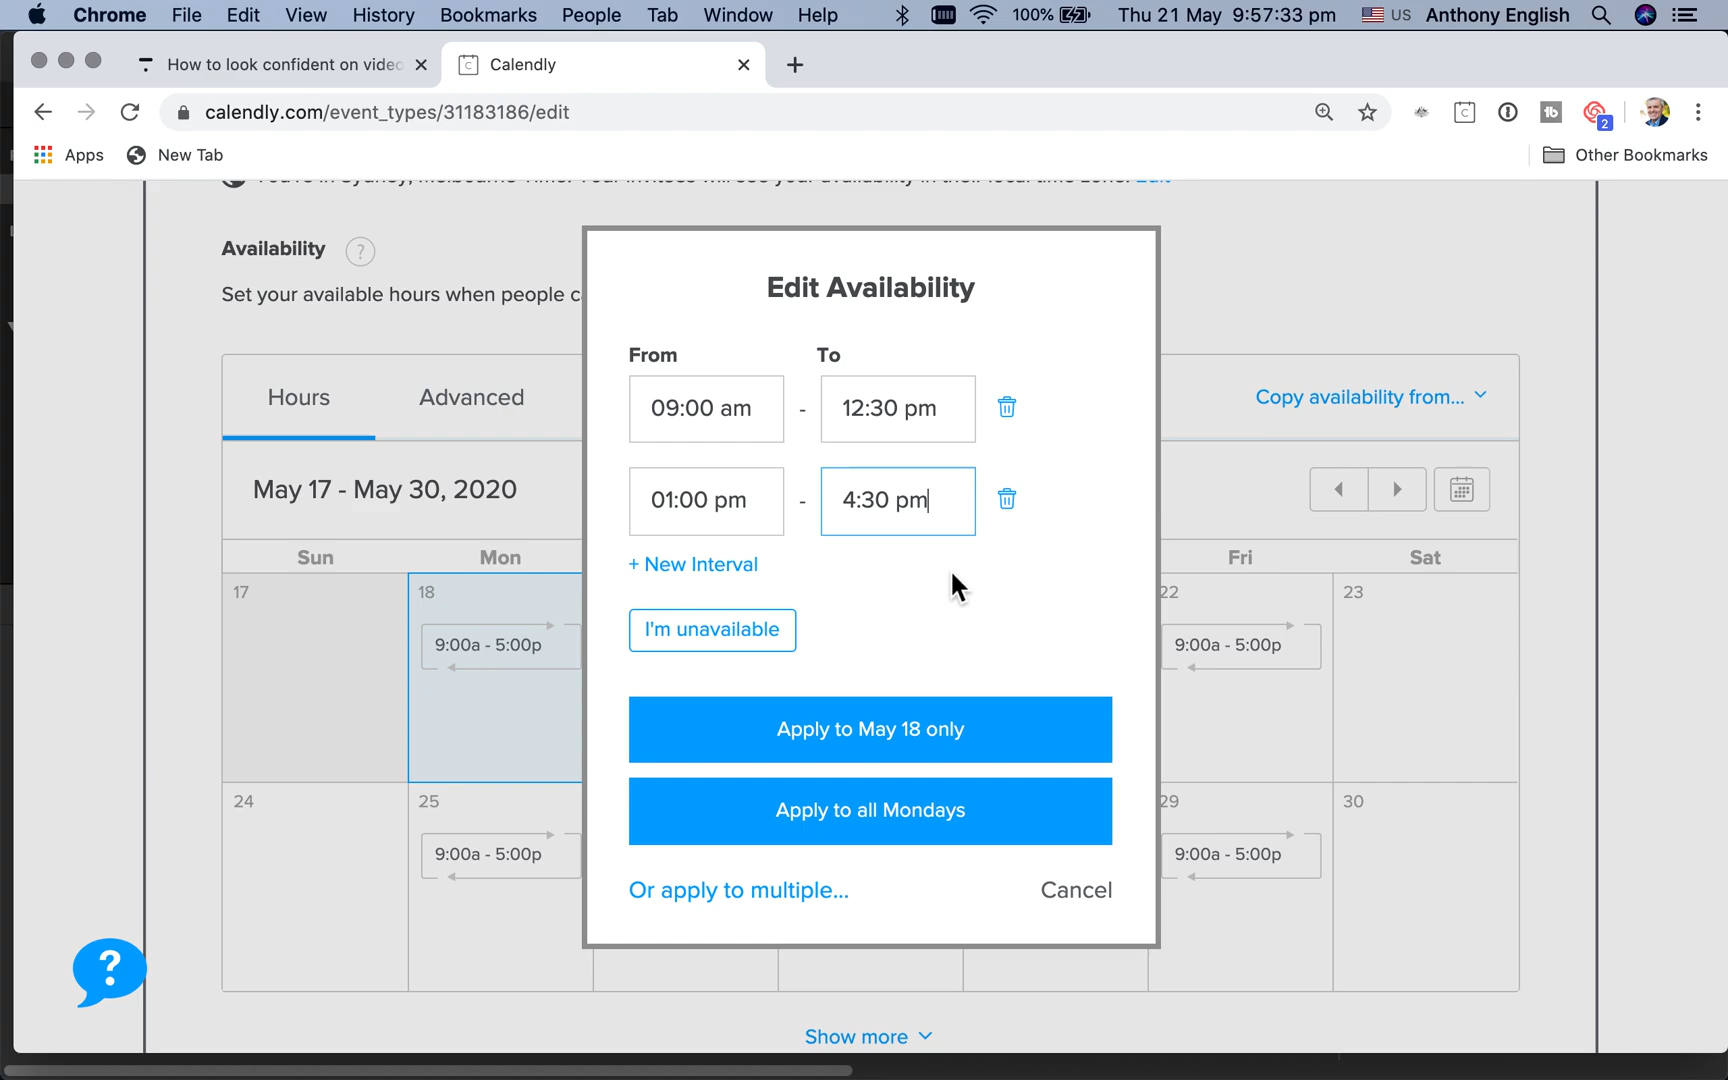 Chrome File Edit View History Bookmarks People Tab Window Help 100% Thu 21 May 9:57:33 pm US Anthony English
How to look confident on video
Calendly
calendly.com/event_types/31183186/edit
2
Apps New Tab Other Bookmarks
Availability ?
Set your available hours when people c
Hours Advanced Copy availability from...
May 17 - May 30, 2020
Sun Mon Fri Sat
17 18 22 23
9:00a - 5:00p 9:00a - 5:00p
24 25 29 30
9:00a - 5:00p 9:00a - 5:00p
Show more
?
Edit Availability
From To
09:00 am - 12:30 pm
01:00 pm - 4:30 pm
+ New Interval
I'm unavailable
Apply to May 18 only
Apply to all Mondays
Or apply to multiple... Cancel